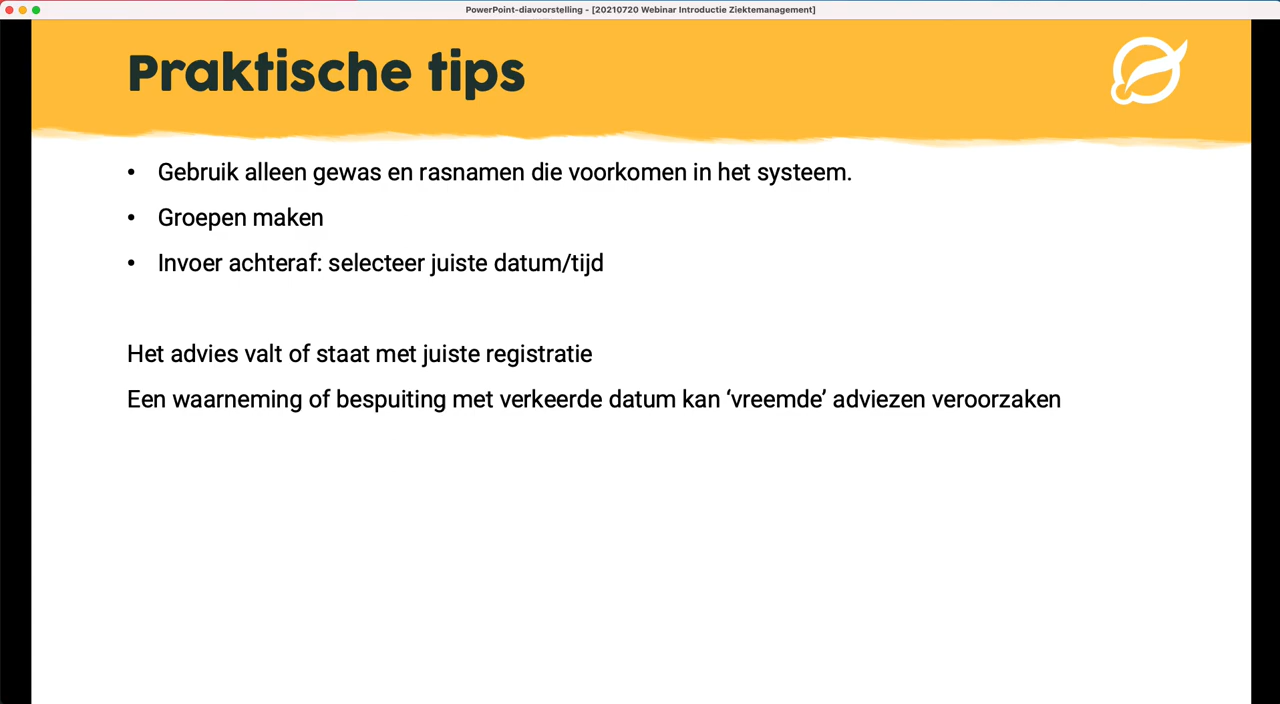 PowerPoint-diavoorstelling - [20210720 Webinar Introductie Ziektemanagement]
Praktische tips
• Gebruik alleen gewas en rasnamen die voorkomen in het systeem.
• Groepen maken
• Invoer achteraf: selecteer juiste datum/tijd
Het advies valt of staat met juiste registratie
Een waarneming of bespuiting met verkeerde datum kan ‘vreemde’ adviezen veroorzaken